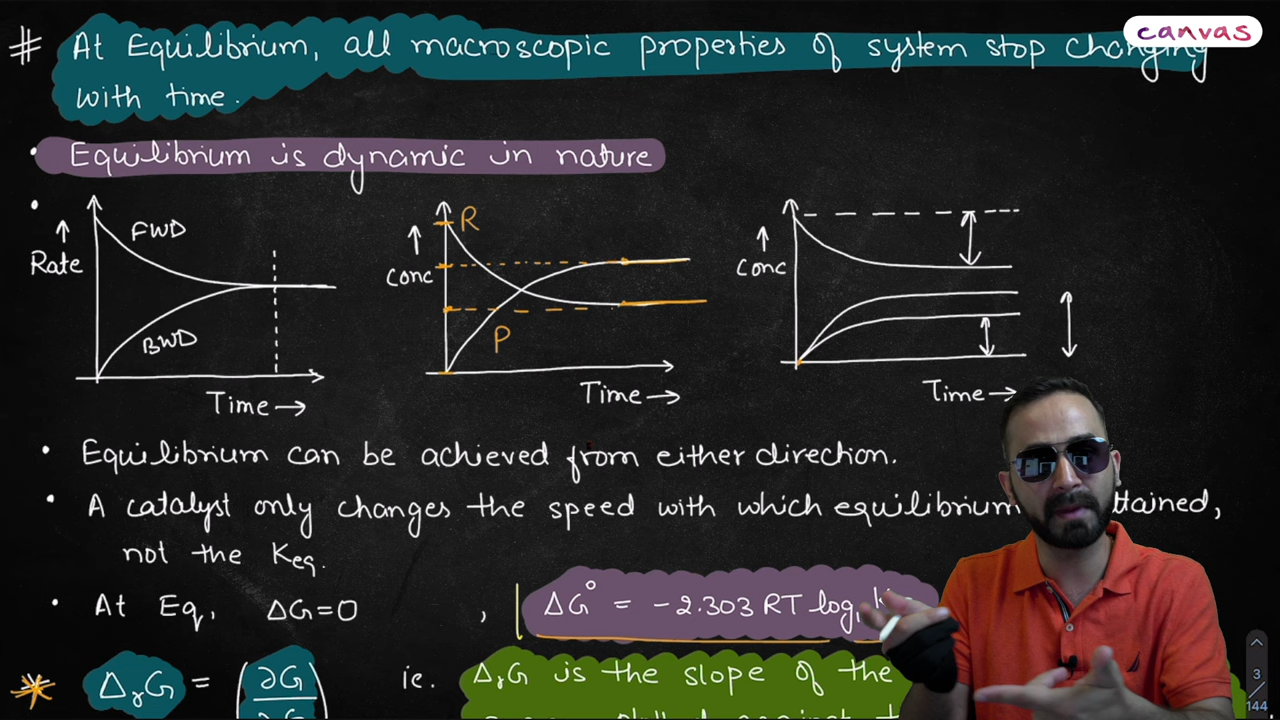 canvas
# At Equilibrium, all macroscopic properties of system stop changing
with time.
• Equilibrium is dynamic in nature
•
↑ Rate
FWD
BWD
Time →
↑ Conc
R
P
Time →
↑ Conc
Time →
• Equilibrium can be achieved from either direction.
• A catalyst only changes the speed with which equilibrium
not the Keq.
• At Eq, ΔG=0 , ΔG° = -2.303 RT log
ΔrG = ∂G ie. ΔrG is the slope of the
3
144